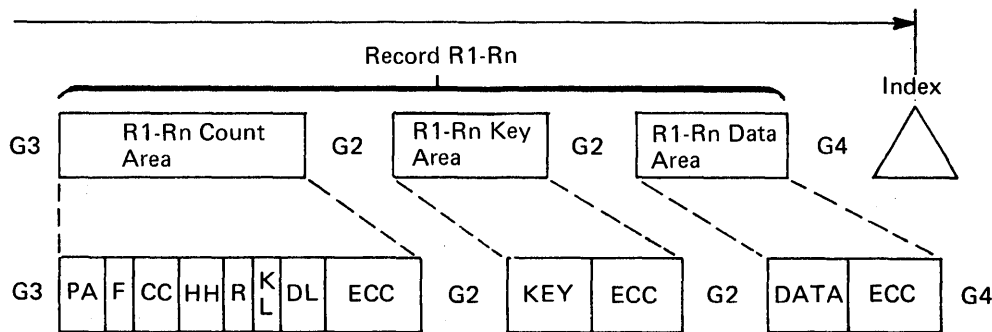 Record R1-Rn
Index
G3
R1-Rn Count
Area
G2
R1-Rn Key
Area
G2
R1-Rn Data
Area
G4
G3
PA
F
CC
HH
R
K
L
DL
ECC
G2
KEY
ECC
G2
DATA
ECC
G4